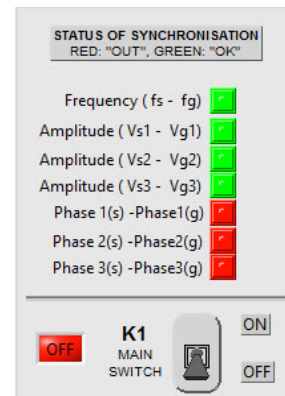 STATUS OF SYNCHRONISATION
RED: "OUT", GREEN: "OK"
Frequency ( fs - fg)
Amplitude ( Vs1 - Vg1)
Amplitude ( Vs2 - Vg2)
Amplitude ( Vs3 - Vg3)
Phase 1(s) -Phase1(g)
Phase 2(s) -Phase2(g)
Phase 3(s) -Phase3(g)
OFF
K1
MAIN
SWITCH
ON
OFF